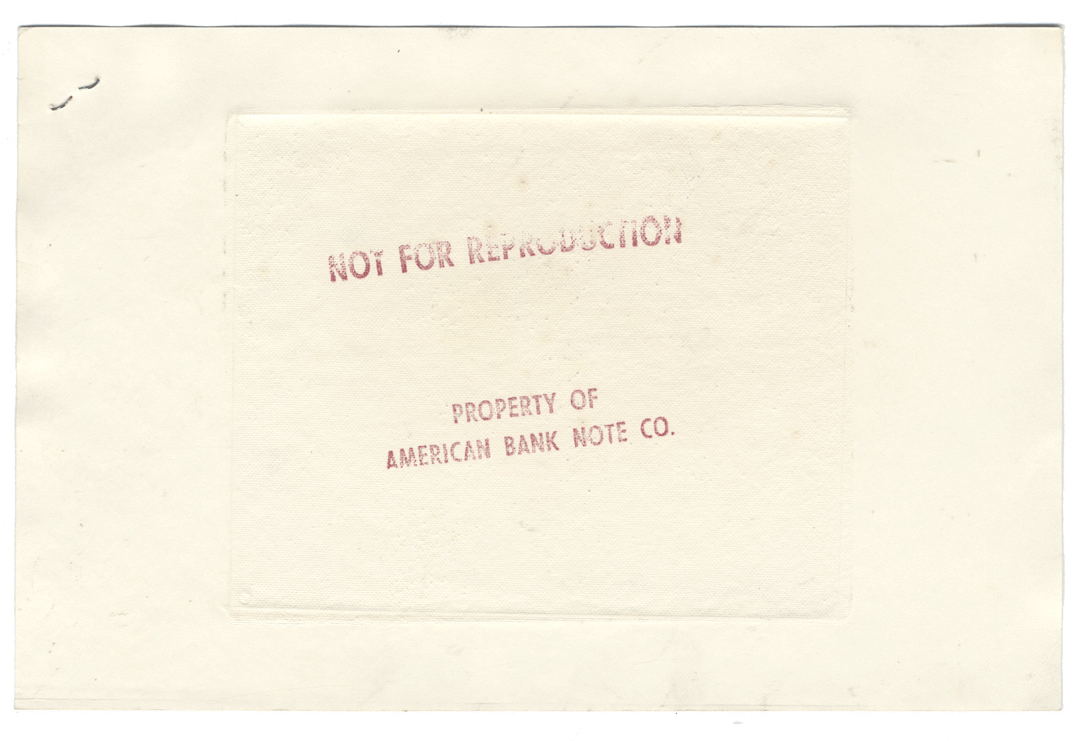 NOT FOR REPRODUCTION
PROPERTY OF
AMERICAN BANK NOTE CO.